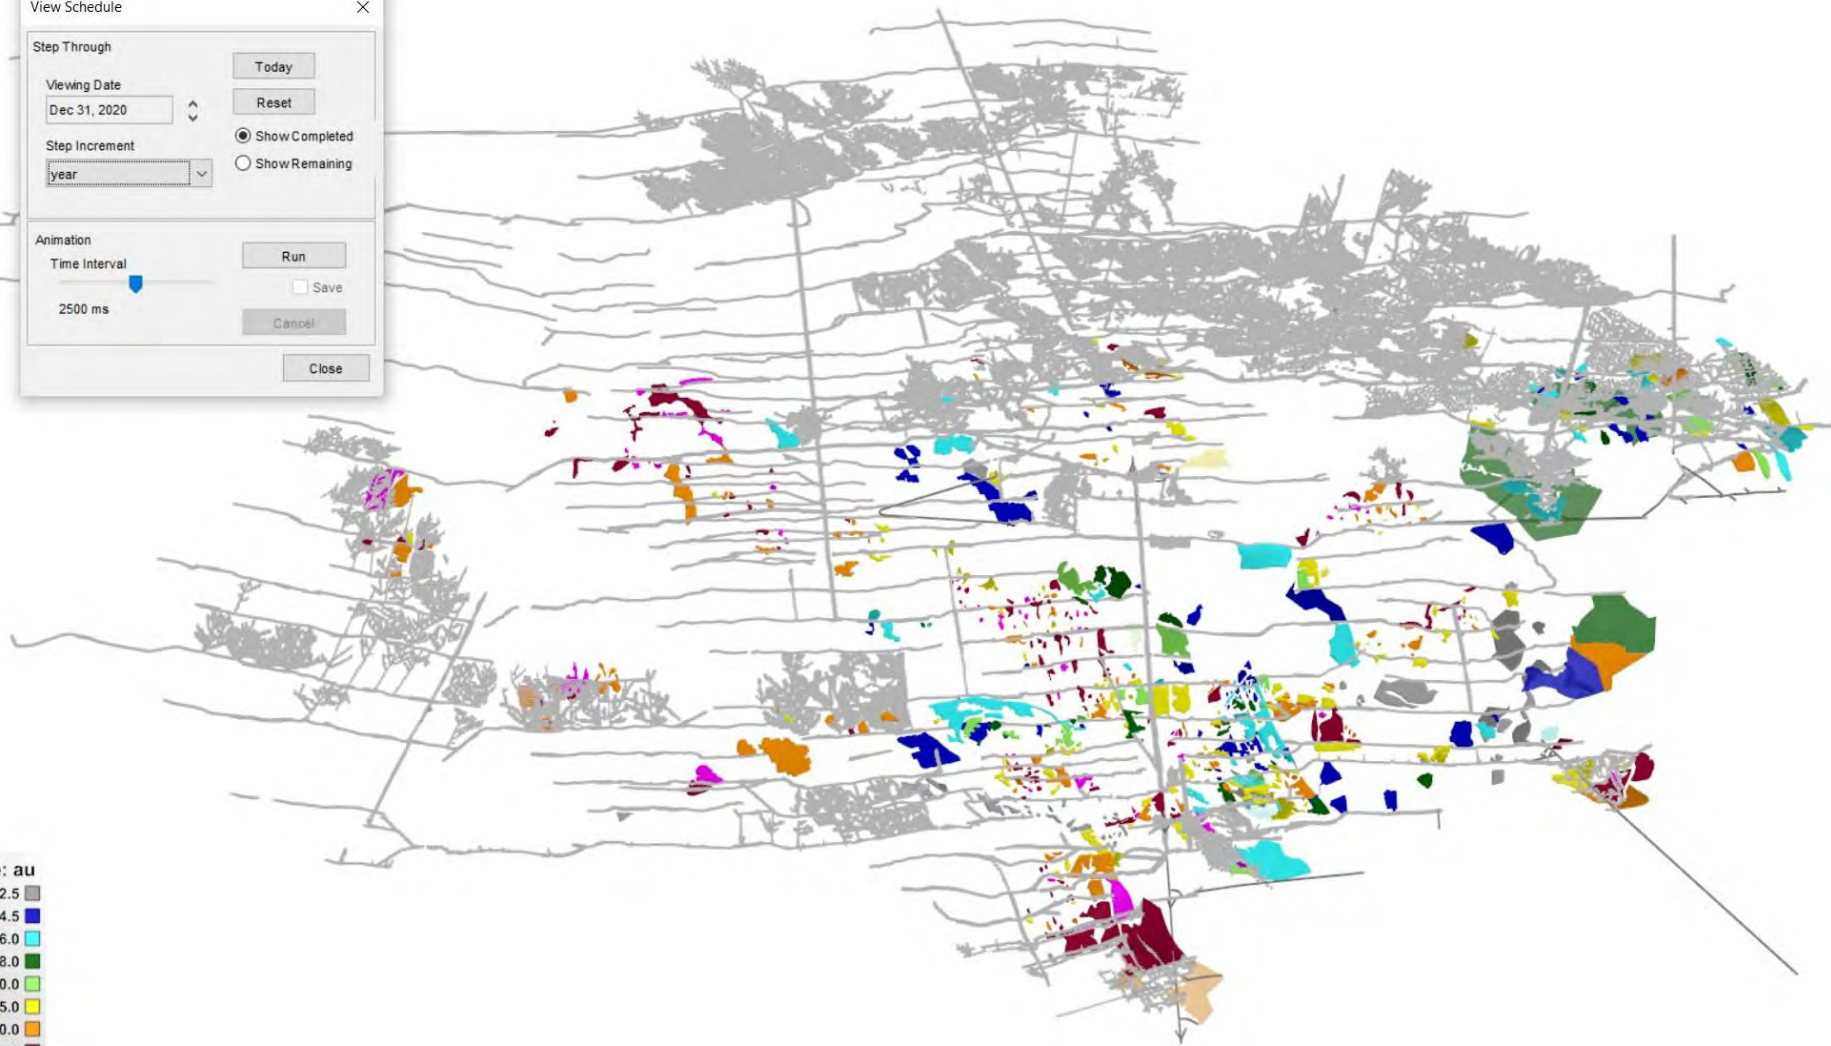 View Schedule
Step Through
Today
Viewing Date
Dec 31, 2020
Reset
Show Completed
Step Increment
year
Show Remaining
Animation
Time Interval
Run
Save
2500 ms
Cancel
Close
: au
2.5
4.5
6.0
8.0
0.0
5.0
0.0